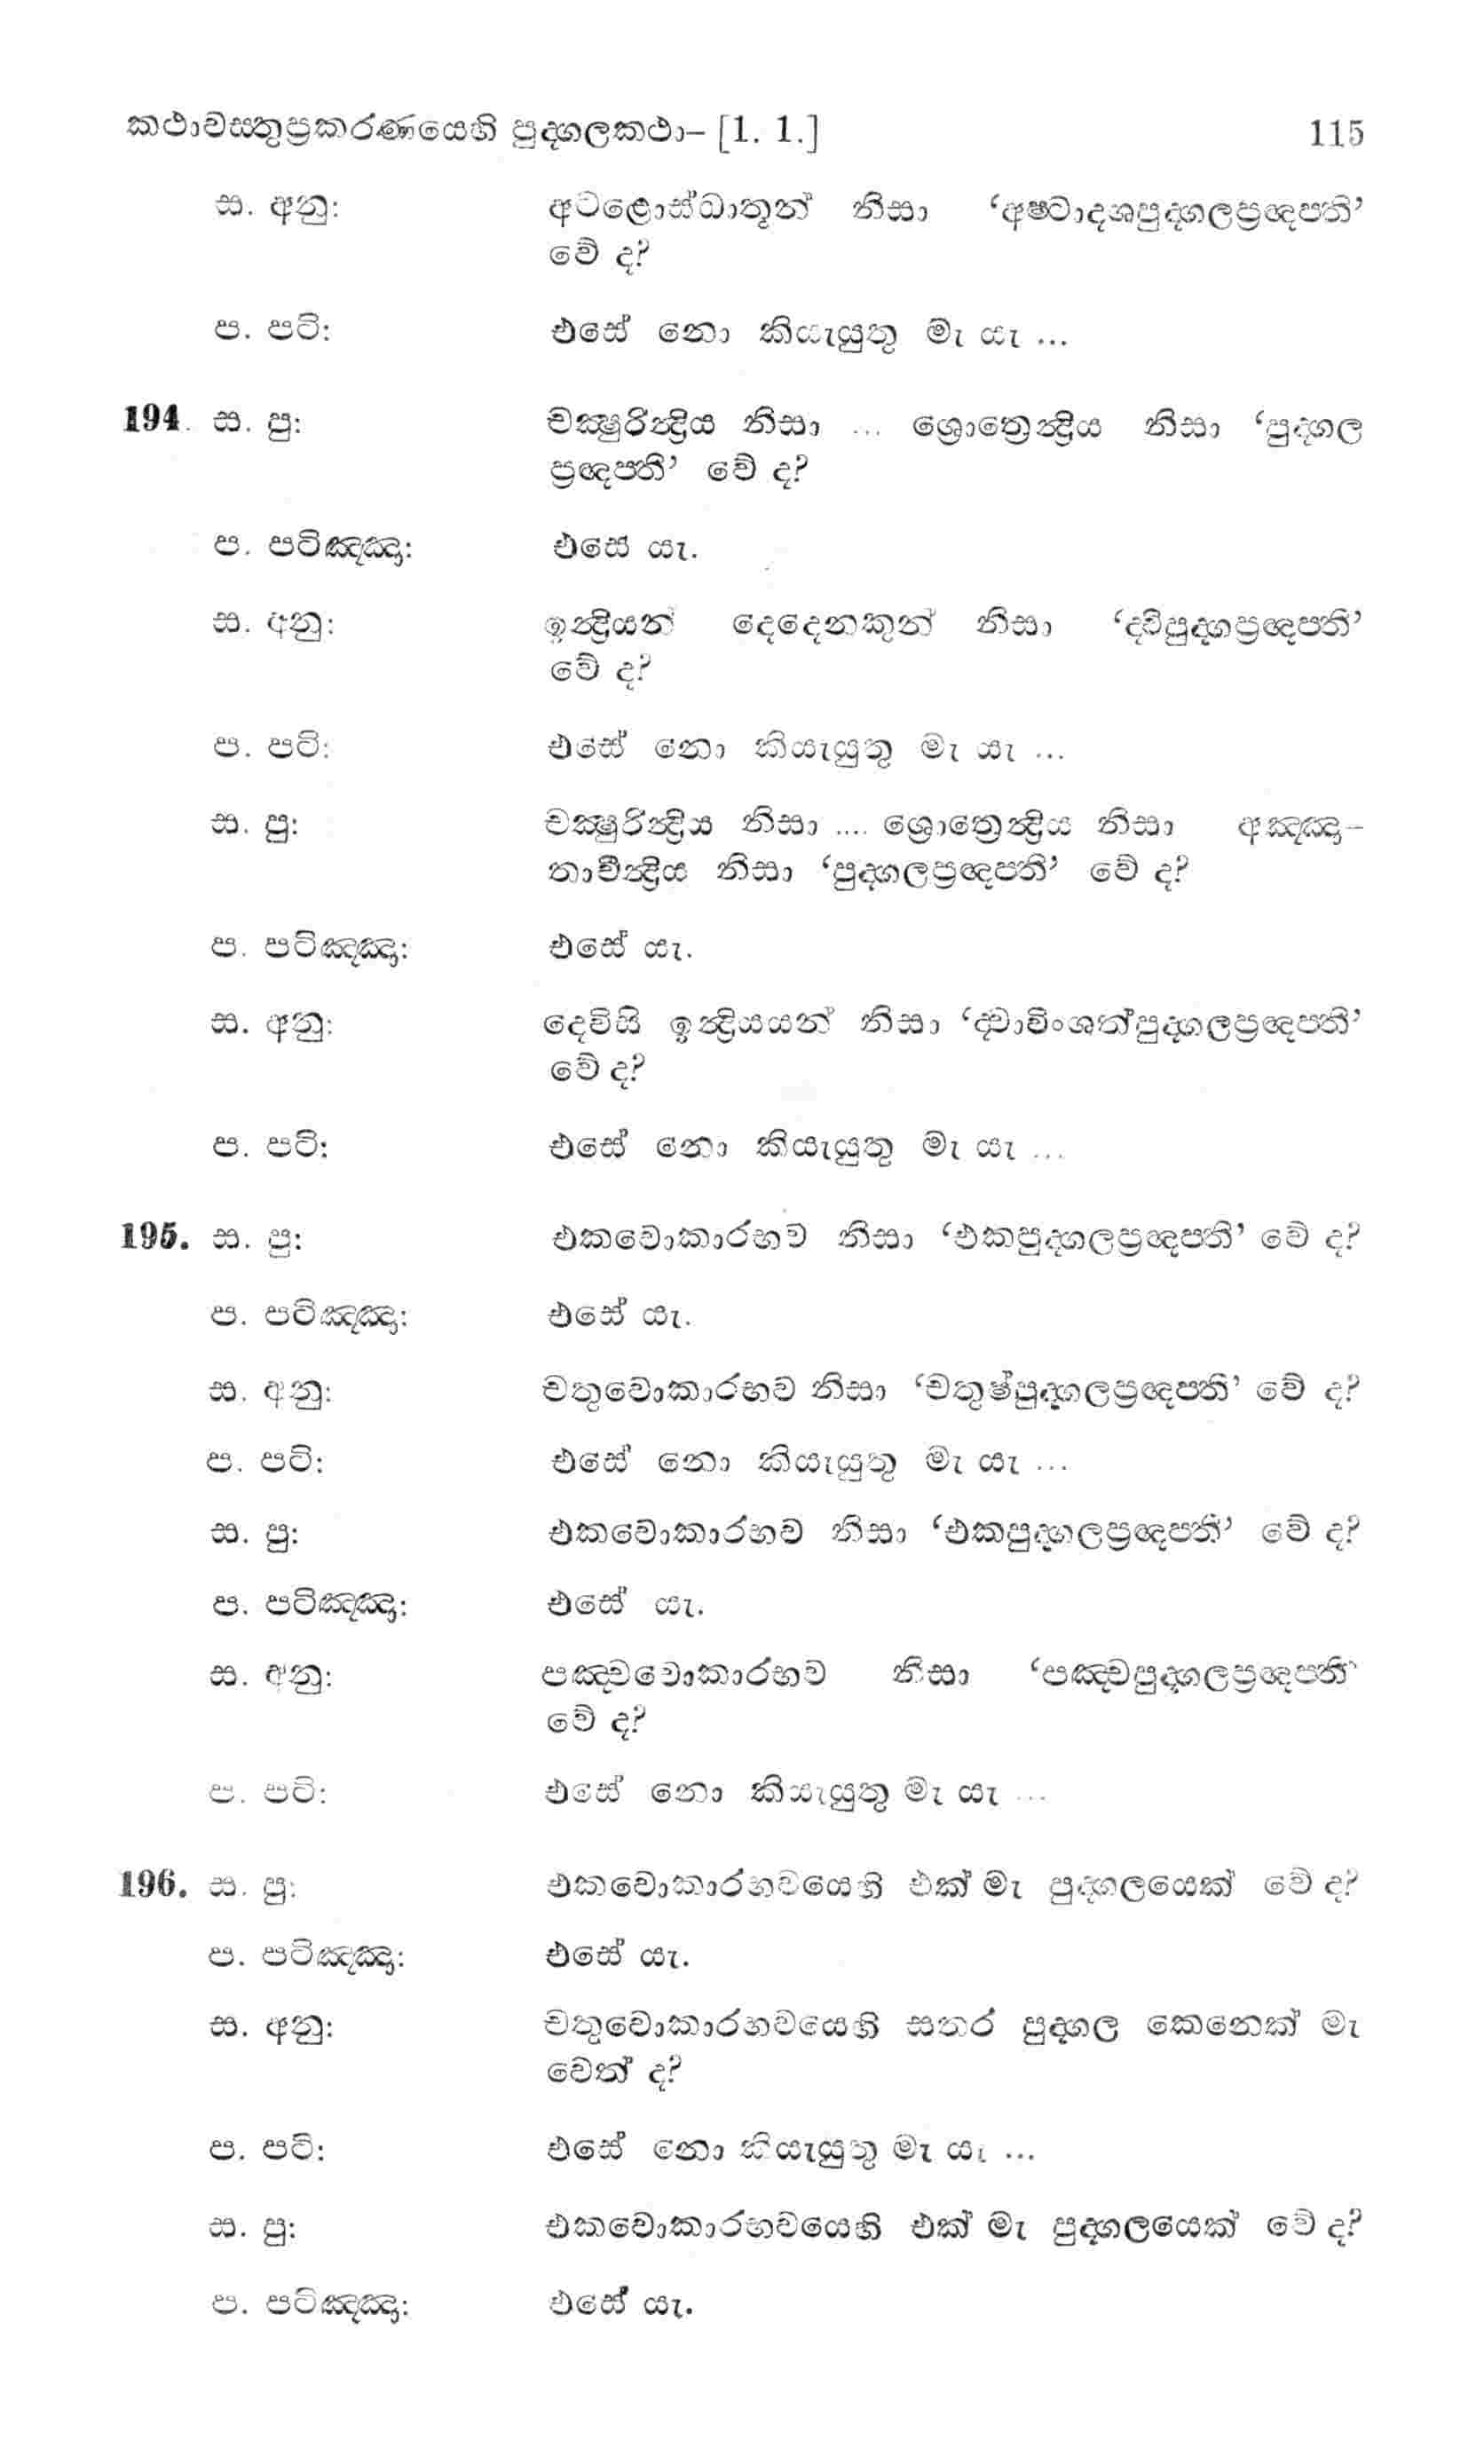 කථාවස්තුප්‍රකරණයෙහි පුද්ගලකථා– [1. 1.] 115
ස. අනු: අටළොස්ධාතූන් නිසා ‘අෂ්ටාදශපුද්ගලප්‍රඥප්ති’
වේ ද?
ප. පටි: එසේ නො කියැයුතු මැ යැ ...
194. ස. පු: චක්‍ෂුරින්ද්‍රිය නිසා ... ශ්‍රොත්‍රෙන්ද්‍රිය නිසා ‘පුද්ගල
ප්‍රඥප්ති’ වේ ද?
ප. පටිඤ්ඤා: එසේ යැ.
ස. අනු: ඉන්ද්‍රියන් දෙදෙනකුන් නිසා ‘ද්විපුද්ගප්‍රඥප්ති’
වේ ද?
ප. පටි: එසේ නො කියැයුතු මැ යැ ...
ස. පු: චක්‍ෂුරින්ද්‍රිය නිසා .... ශ්‍රොත්‍රෙන්ද්‍රිය නිසා අඤ්ඤා–
තාවින්ද්‍රිය නිසා ‘පුද්ගලප්‍රඥප්ති’ වේ ද?
ප. පටිඤ්ඤා: එසේ යැ.
ස. අනු: දෙවිසි ඉන්ද්‍රියයන් නිසා ‘ද්වාවිංශත්පුද්ගලප්‍රඥප්ති’
වේ ද?
ප. පටි: එසේ නො කියැයුතු මැ යැ ...
195. ස. පු: එකවොකාරභව නිසා ‘එකපුද්ගලප්‍රඥප්ති’ වේ ද?
ප. පටිඤ්ඤා: එසේ යැ.
ස. අනු: චතුවොකාරභව නිසා ‘චතුෂ්පුද්ගලප්‍රඥප්ති’ වේ ද?
ප. පටි: එසේ නො කියැයුතු මැ යැ ...
ස. පු: එකවොකාරභව නිසා ‘එකපුද්ගලප්‍රඥප්ති’ වේ ද?
ප. පටිඤ්ඤා: එසේ යැ.
ස. අනු: පඤ්චවොකාරභව නිසා ‘පඤ්චපුද්ගලප්‍රඥප්ති’
වේ ද?
ප. පටි: එසේ නො කියැයුතු මැ යැ ...
196. ස. පු: එකවොකාරභවයෙහි එක් මැ පුද්ගලයෙක් වේ ද?
ප. පටිඤ්ඤා: එසේ යැ.
ස. අනු: චතුවොකාරභවයෙහි සතර පුද්ගල කෙනෙක් මැ
වෙත් ද?
ප. පටි: එසේ නො කියැයුතු මැ යැ ...
ස. පු: එකවොකාරභවයෙහි එක් මැ පුද්ගලයෙක් වේ ද?
ප. පටිඤ්ඤා: එසේ යැ.